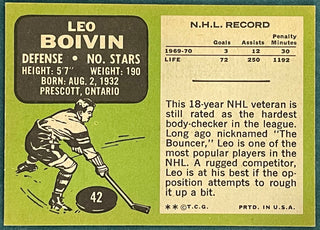 LEO
BOIVIN
DEFENSE • NO. STARS
HEIGHT: 5'7" WEIGHT: 190
BORN: AUG. 2, 1932
PRESCOTT, ONTARIO
42
N.H.L. RECORD
Goals Assists Penalty Minutes
1969-70 3 12 30
LIFE 72 250 1192
This 18-year NHL veteran is
still rated as the hardest
body-checker in the league.
Long ago nicknamed "The
Bouncer," Leo is one of the
most popular players in the
NHL. A rugged competitor,
Leo is at his best if the op-
position attempts to rough
it up a bit.
**©T.C.G. PRTD. IN U.S.A.